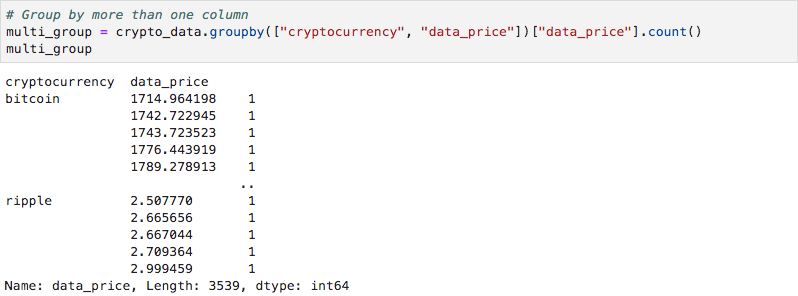 # Group by more than one column
multi_group = crypto_data.groupby(["cryptocurrency", "data_price"])["data_price"].count()
multi_group
cryptocurrency  data_price
bitcoin         1714.964198    1
                1742.722945    1
                1743.723523    1
                1776.443919    1
                1789.278913    1
                              ..
ripple          2.507770       1
                2.665656       1
                2.667044       1
                2.709364       1
                2.999459       1
Name: data_price, Length: 3539, dtype: int64